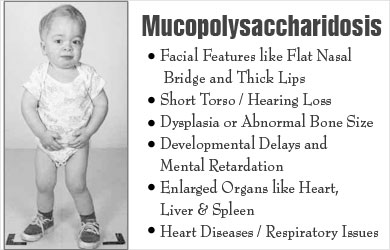 Mucopolysaccharidosis
• Facial Features like Flat Nasal
Bridge and Thick Lips
• Short Torso / Hearing Loss
• Dysplasia or Abnormal Bone Size
• Developmental Delays and
Mental Retardation
• Enlarged Organs like Heart,
Liver & Spleen
• Heart Diseases / Respiratory Issues